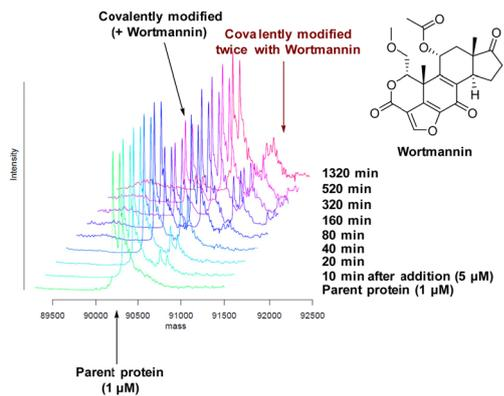 Covalently modified
(+ Wortmannin)
Covalently modified
twice with Wortmannin
O
O
O
O
H
O
O
O
O
Wortmannin
Intensity
1320 min
520 min
320 min
160 min
80 min
40 min
20 min
10 min after addition (5 µM)
Parent protein (1 µM)
89500 90000 90500 91000 91500 92000 92500
mass
Parent protein
(1 µM)